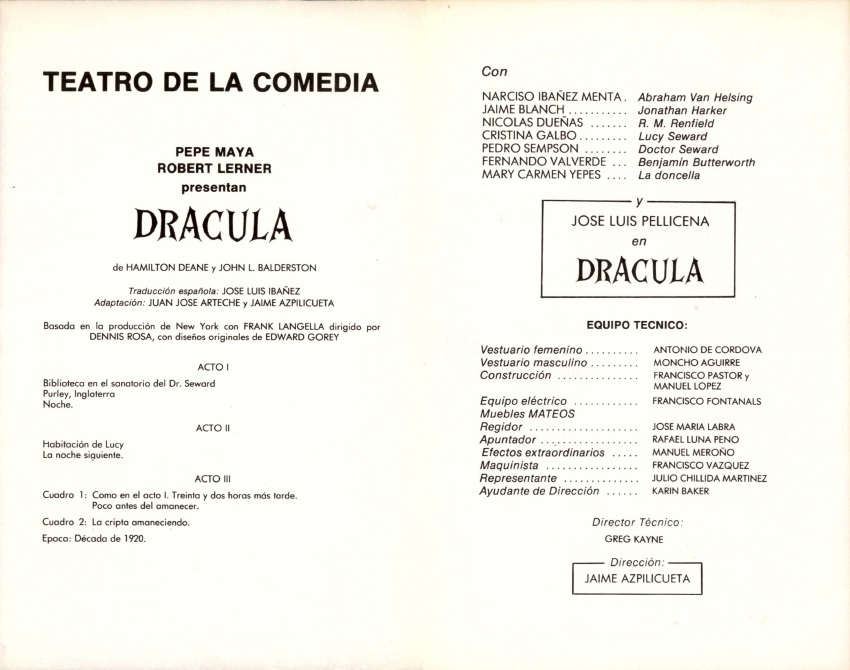 TEATRO DE LA COMEDIA
PEPE MAYA
ROBERT LERNER
presentan
DRACULA
de HAMILTON DEANE y JOHN L. BALDERSTON
Traducción española: JOSE LUIS IBAÑEZ
Adaptación: JUAN JOSE ARTECHE y JAIME AZPILICUETA
Basada en la producción de New York con FRANK LANGELLA dirigido por
DENNIS ROSA, con diseños originales de EDWARD GOREY
ACTO I
Biblioteca en el sanatorio del Dr. Seward
Purley, Inglaterra
Noche.
ACTO II
Habitación de Lucy
La noche siguiente.
ACTO III
Cuadro 1: Como en el acto I. Treinta y dos horas más tarde.
Poco antes del amanecer.
Cuadro 2: La cripta amaneciendo.
Epoca: Década de 1920.
Con
NARCISO IBAÑEZ MENTA . Abraham Van Helsing
JAIME BLANCH ........... Jonathan Harker
NICOLAS DUEÑAS ....... R. M. Renfield
CRISTINA GALBO ......... Lucy Seward
PEDRO SEMPSON ........ Doctor Seward
FERNANDO VALVERDE ... Benjamín Butterworth
MARY CARMEN YEPES .... La doncella
y
JOSE LUIS PELLICENA
en
DRACULA
EQUIPO TECNICO:
Vestuario femenino ......... ANTONIO DE CORDOVA
Vestuario masculino ......... MONCHO AGUIRRE
Construcción .............. FRANCISCO PASTOR y
MANUEL LOPEZ
Equipo eléctrico ............ FRANCISCO FONTANALS
Muebles MATEOS
Regidor ................... JOSE MARIA LABRA
Apuntador ................. RAFAEL LUNA PENO
Efectos extraordinarios ..... MANUEL MEROÑO
Maquinista ................ FRANCISCO VAZQUEZ
Representante ............. JULIO CHILLIDA MARTINEZ
Ayudante de Dirección ...... KARIN BAKER
Director Técnico:
GREG KAYNE
Dirección:
JAIME AZPILICUETA